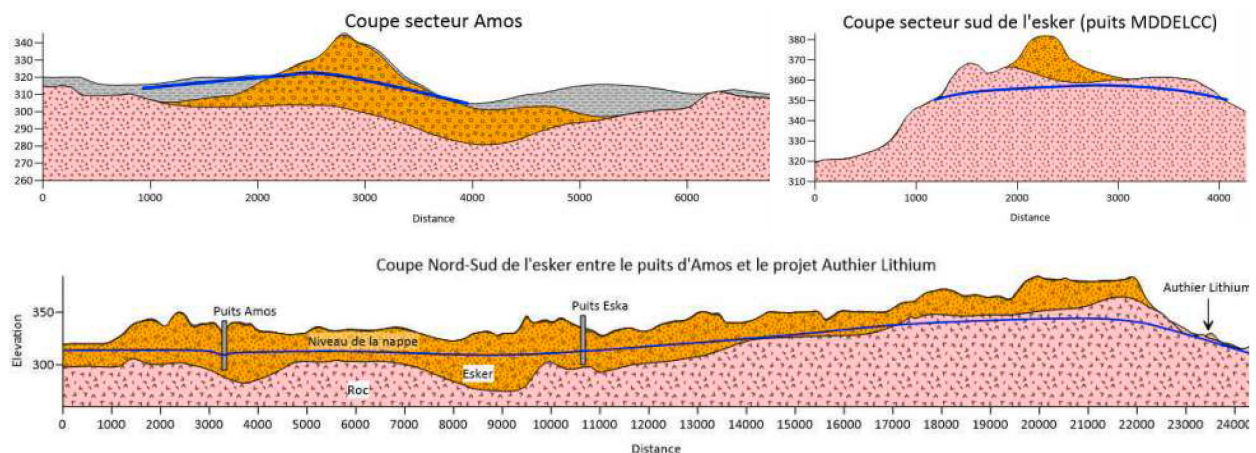 Coupe secteur Amos
340
330
320
310
300
290
280
270
260
0 1000 2000 3000 4000 5000 6000
Distance
Coupe secteur sud de l'esker (puits MDDELCC)
380
370
360
350
340
330
320
310
0 1000 2000 3000 4000
Distance
Coupe Nord-Sud de l'esker entre le puits d'Amos et le projet Authier Lithium
Authier Lithium
Puits Amos
Puits Eska
Elevation
350
300
Niveau de la nappe
Esker
Roc
0 1000 2000 3000 4000 5000 6000 7000 8000 9000 10000 11000 12000 13000 14000 15000 16000 17000 18000 19000 20000 21000 22000 23000 24000
Distance